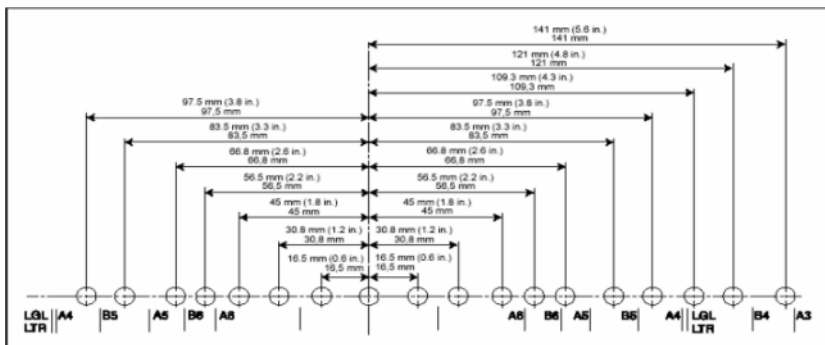 141 mm (5.6 in.)
141 mm
121 mm (4.8 in.)
121 mm
109.3 mm (4.3 in.)
109,3 mm
97.5 mm (3.8 in.) 97.5 mm (3.8 in.)
97,5 mm 97,5 mm
83.5 mm (3.3 in.) 83.5 mm (3.3 in.)
83,5 mm 83,5 mm
66.8 mm (2.6 in.) 66.8 mm (2.6 in.)
66,8 mm 66,8 mm
56.5 mm (2.2 in.) 56.5 mm (2.2 in.)
56,5 mm 56,5 mm
45 mm (1.8 in.) 45 mm (1.8 in.)
45 mm 45 mm
30.8 mm (1.2 in.) 30.8 mm (1.2 in.)
30,8 mm 30,8 mm
16.5 mm (0.6 in.) 16.5 mm (0.6 in.)
16,5 mm 16,5 mm
LGL A4 B5 A5 B6 A6 A6 B6 A5 B5 A4 LGL B4 A3
LTR LTR